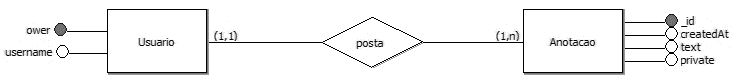 ower
username
Usuario
(1,1)
posta
(1,n)
Anotacao
_id
createdAt
text
private